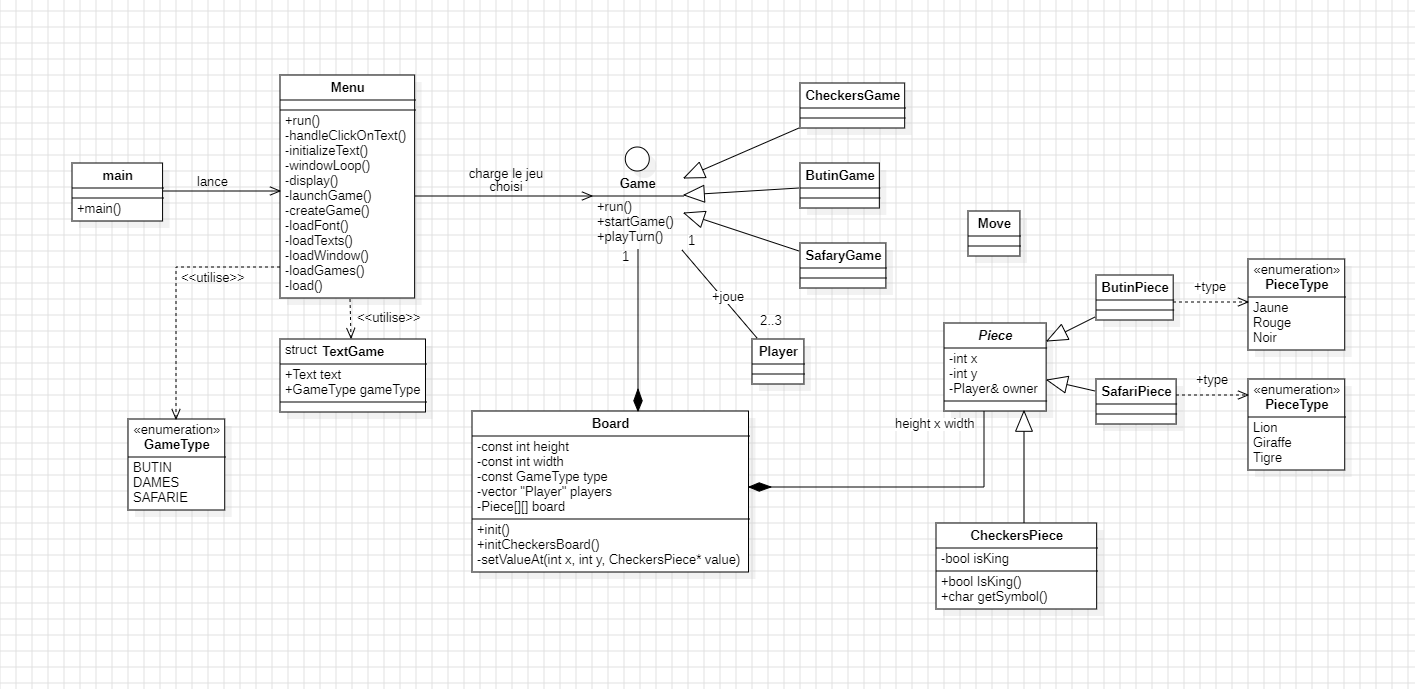 main
+main()
lance
Menu
+run()
-handleClickOnText()
-initializeText()
-windowLoop()
-display()
-launchGame()
-createGame()
-loadFont()
-loadTexts()
-loadWindow()
-loadGames()
-load()
<<utilise>>
<<utilise>>
struct TextGame
+Text text
+GameType gameType
«enumeration»
GameType
BUTIN
DAMES
SAFARIE
charge le jeu
choisi
Game
+run()
+startGame()
+playTurn()
1
1
CheckersGame
ButinGame
SafaryGame
+joue
2..3
Player
Board
-const int height
-const int width
-const GameType type
-vector "Player" players
-Piece[][] board
+init()
+initCheckersBoard()
-setValueAt(int x, int y, CheckersPiece* value)
Move
Piece
-int x
-int y
-Player& owner
height x width
ButinPiece
+type
«enumeration»
PieceType
Jaune
Rouge
Noir
SafariPiece
+type
«enumeration»
PieceType
Lion
Giraffe
Tigre
CheckersPiece
-bool isKing
+bool IsKing()
+char getSymbol()